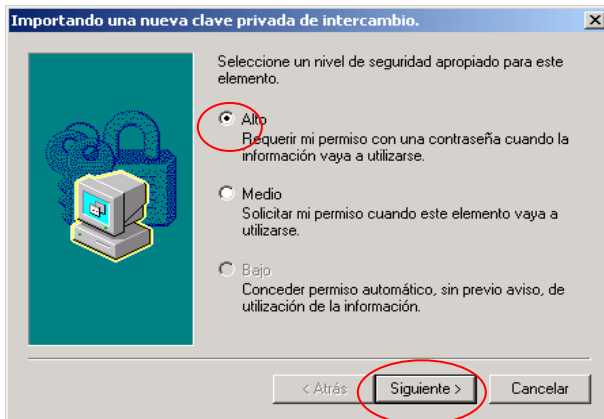 Importando una nueva clave privada de intercambio.
Seleccione un nivel de seguridad apropiado para este
elemento.
Alto
Requerir mi permiso con una contraseña cuando la
información vaya a utilizarse.
Medio
Solicitar mi permiso cuando este elemento vaya a
utilizarse.
Bajo
Conceder permiso automático, sin previo aviso, de
utilización de la información.
< Atrás
Siguiente >
Cancelar